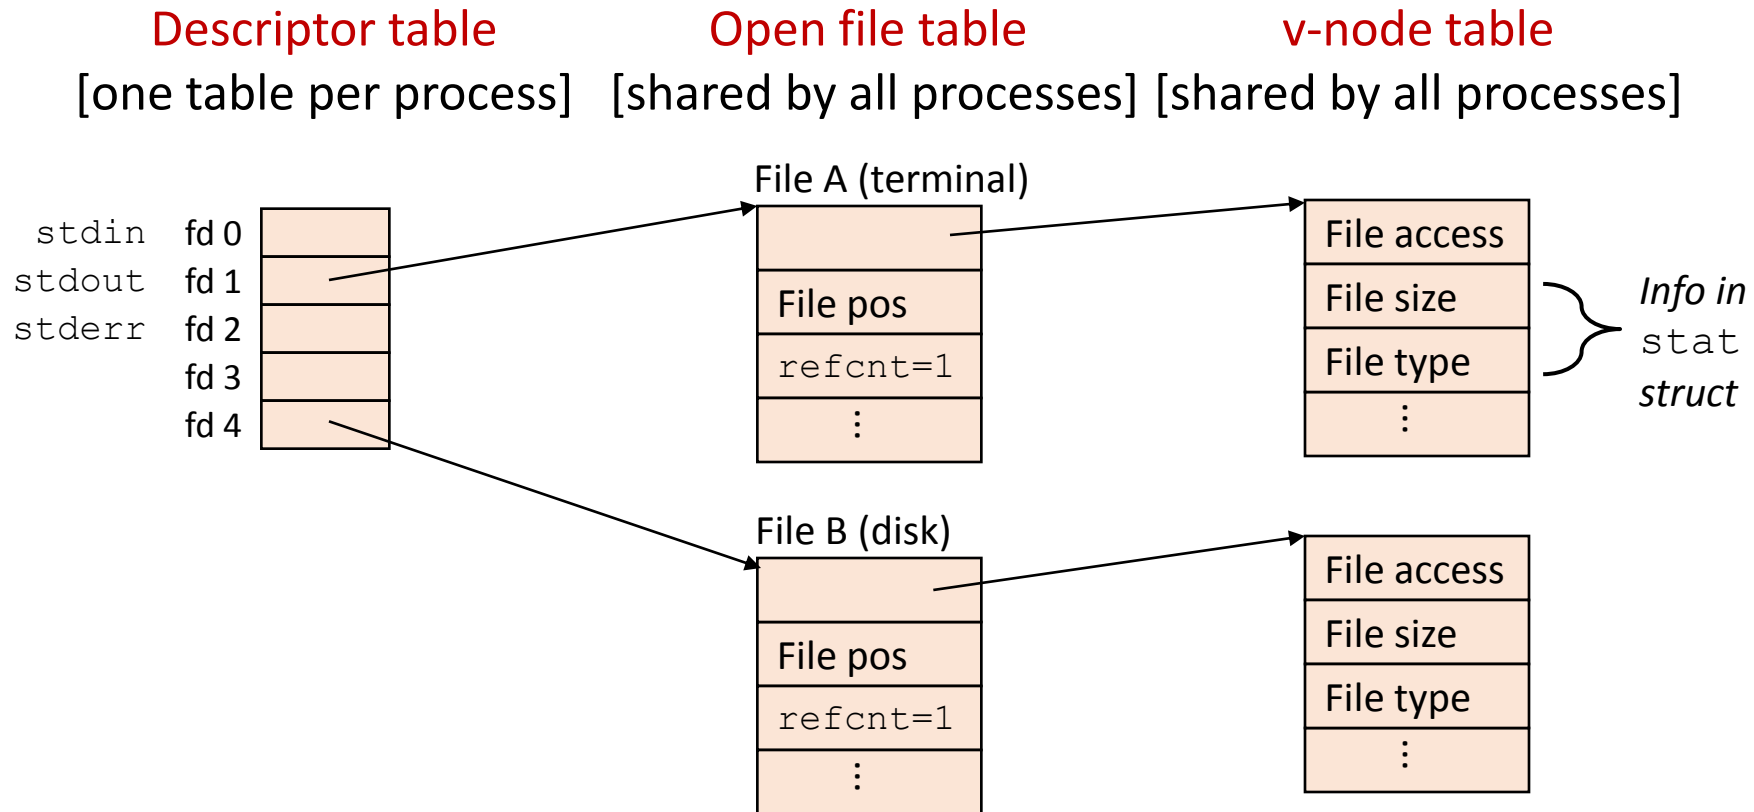 Descriptor table
[one table per process]
Open file table
[shared by all processes]
v-node table
[shared by all processes]
stdin fd 0
stdout fd 1
stderr fd 2
fd 3
fd 4
File A (terminal)
File pos
refcnt=1
⋮
File access
File size
File type
⋮
Info in
stat
struct
File B (disk)
File pos
refcnt=1
⋮
File access
File size
File type
⋮